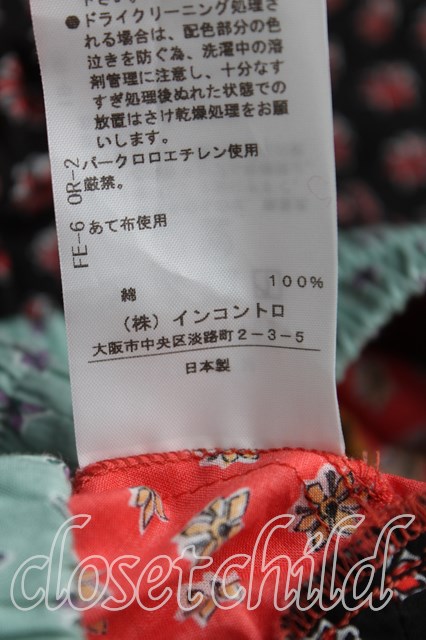 ●ドライクリーニング処理さ
れる場合は、配色部分の色
泣きを防ぐ為、洗濯中の溶
剤管理に注意し、十分なす
すぎ処理後ぬれた状態での
放置はさけ乾燥処理をお願
いします。
OR-2 パークロロエチレン使用
厳禁。
FE-6 あて布使用
綿 100%
(株)インコントロ
大阪市中央区淡路町2-3-5
日本製
closetchild